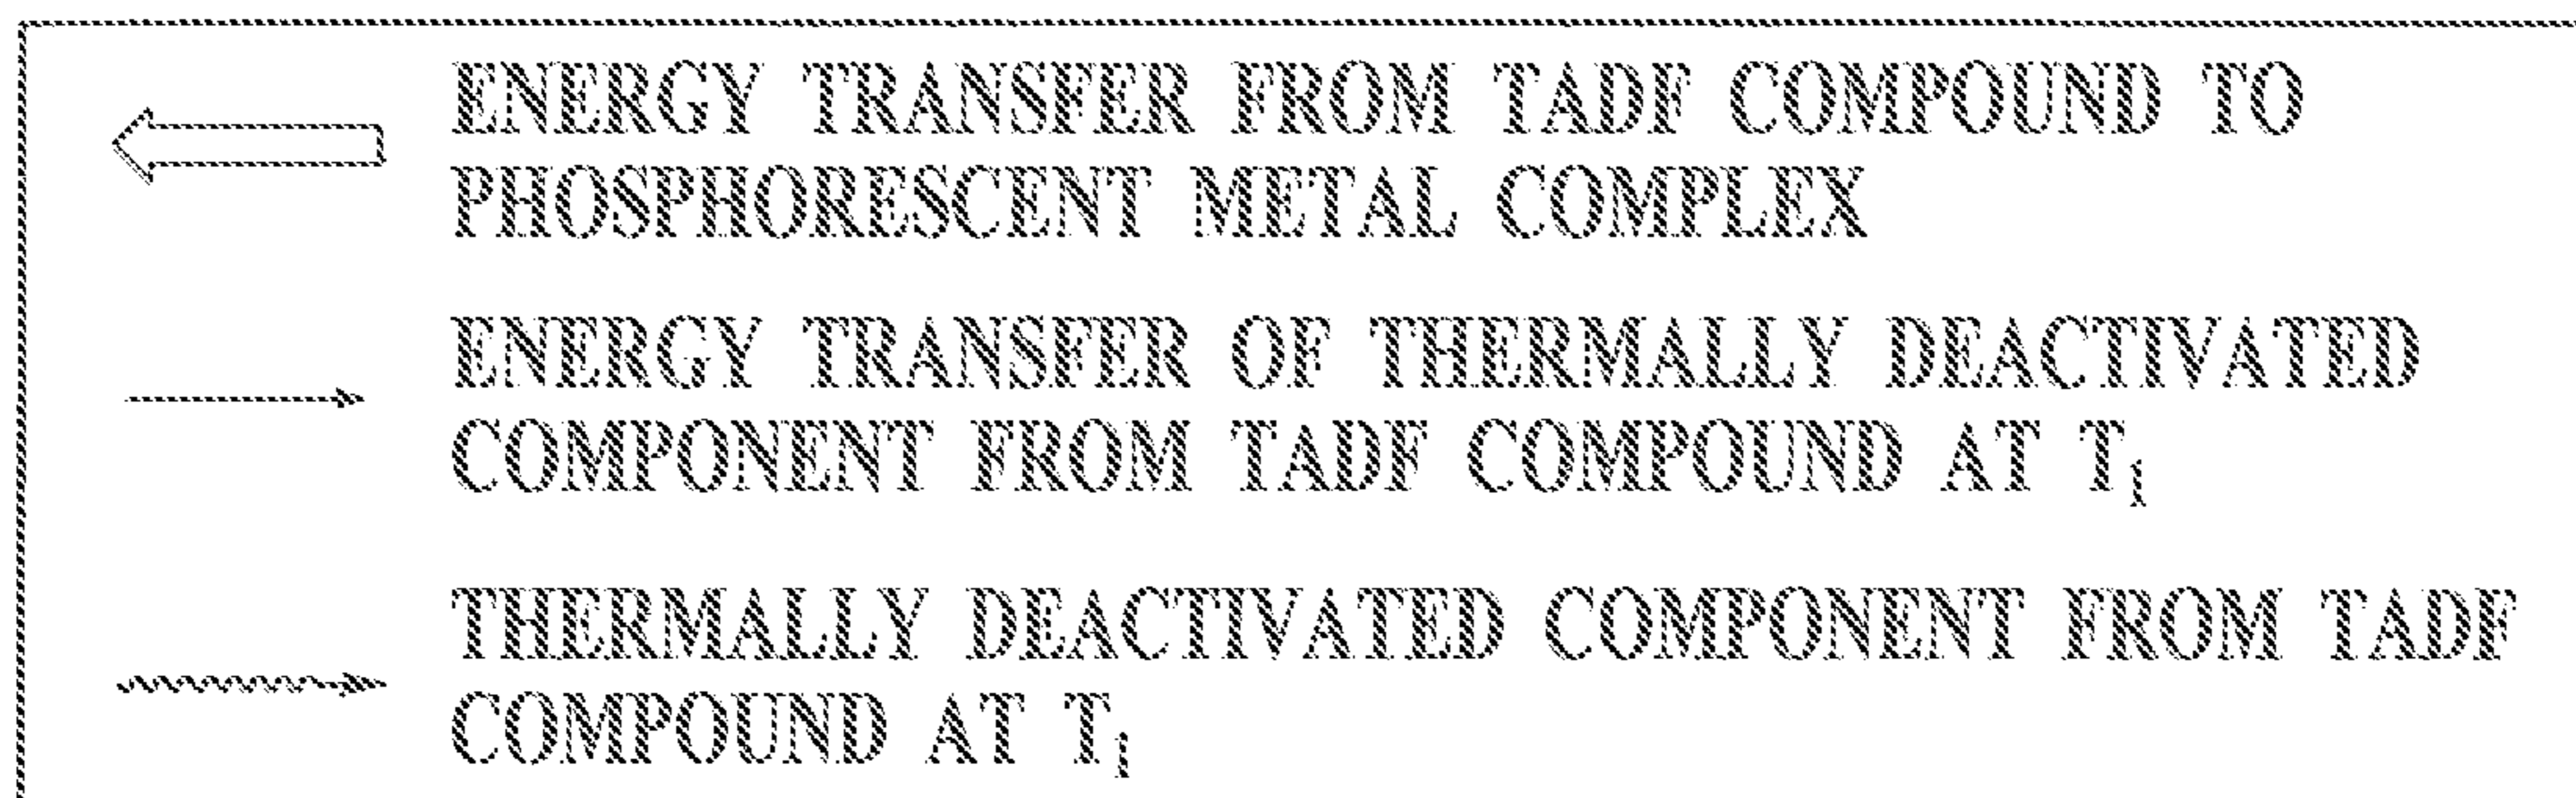 ENERGY TRANSFER FROM TADF COMPOUND TO
PHOSPHORESCENT METAL COMPLEX
ENERGY TRANSFER OF THERMALLY DEACTIVATED
COMPONENT FROM TADF COMPOUND AT T₁
THERMALLY DEACTIVATED COMPONENT FROM TADF
COMPOUND AT T₁